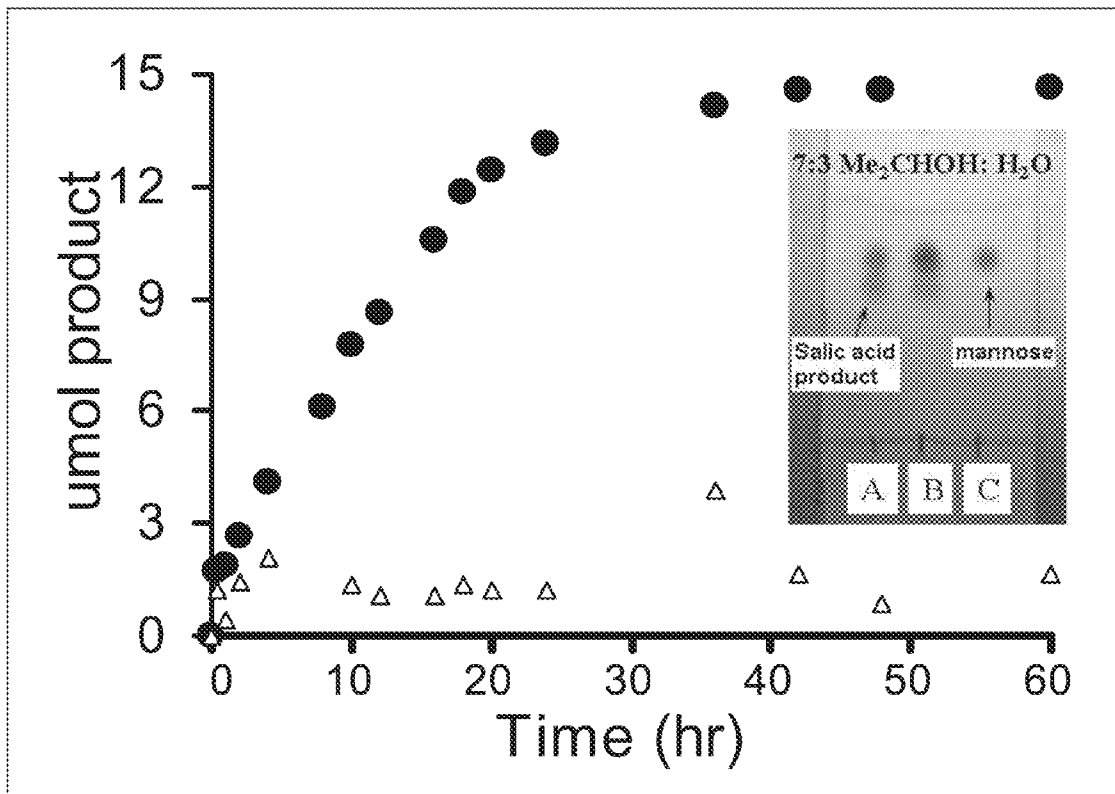 umol product
15
12
9
6
3
0
0 10 20 30 40 50 60
Time (hr)
7:3 Me₂CHOH: H₂O
Salic acid
product
mannose
A B C